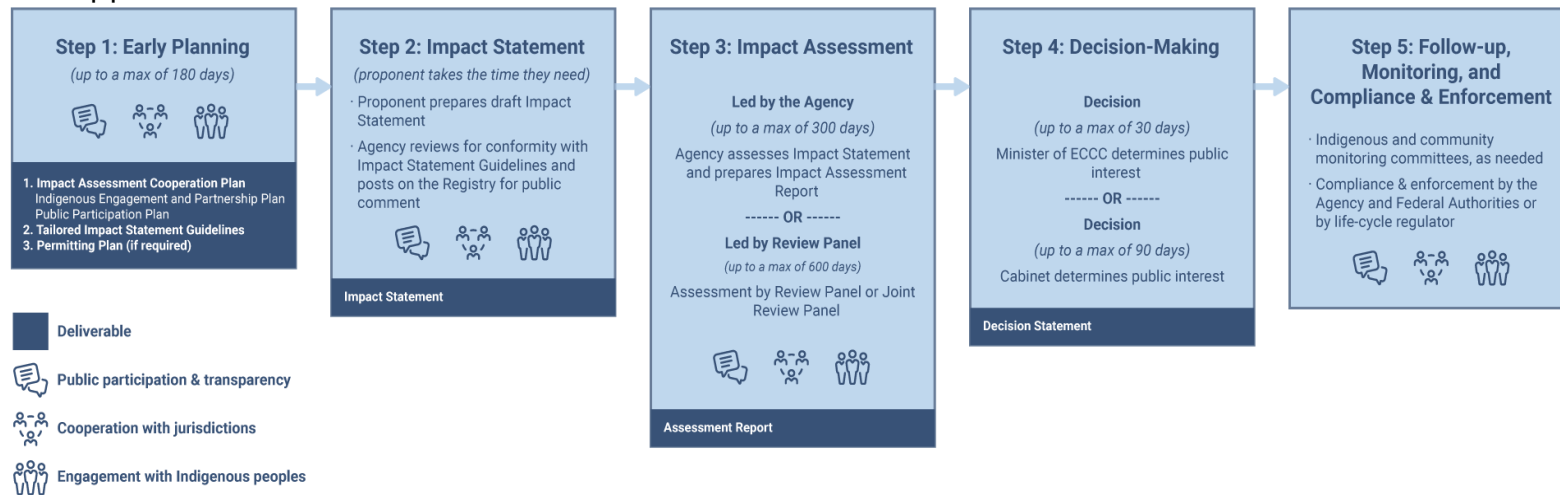 Step 1: Early Planning
(up to a max of 180 days)
1. Impact Assessment Cooperation Plan
Indigenous Engagement and Partnership Plan
Public Participation Plan
2. Tailored Impact Statement Guidelines
3. Permitting Plan (if required)
Step 2: Impact Statement
(proponent takes the time they need)
· Proponent prepares draft Impact
Statement
· Agency reviews for conformity with
Impact Statement Guidelines and
posts on the Registry for public
comment
Impact Statement
Step 3: Impact Assessment
Led by the Agency
(up to a max of 300 days)
Agency assesses Impact Statement
and prepares Impact Assessment
Report
------ OR ------
Led by Review Panel
(up to a max of 600 days)
Assessment by Review Panel or Joint
Review Panel
Assessment Report
Step 4: Decision-Making
Decision
(up to a max of 30 days)
Minister of ECCC determines public
interest
------ OR ------
Decision
(up to a max of 90 days)
Cabinet determines public interest
Decision Statement
Step 5: Follow-up,
Monitoring, and
Compliance & Enforcement
· Indigenous and community
monitoring committees, as needed
· Compliance & enforcement by the
Agency and Federal Authorities or
by life-cycle regulator
Deliverable
Public participation & transparency
Cooperation with jurisdictions
Engagement with Indigenous peoples